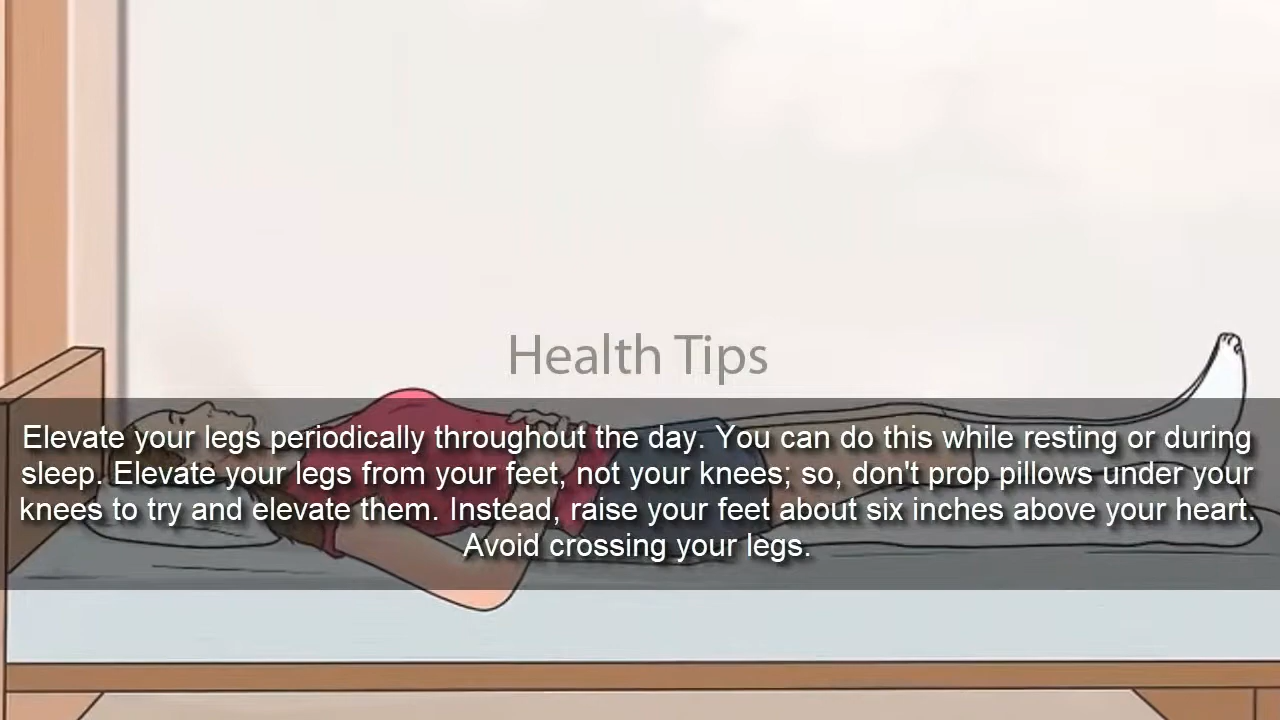 Health Tips
Elevate your legs periodically throughout the day. You can do this while resting or during
sleep. Elevate your legs from your feet, not your knees; so, don't prop pillows under your
knees to try and elevate them. Instead, raise your feet about six inches above your heart.
Avoid crossing your legs.